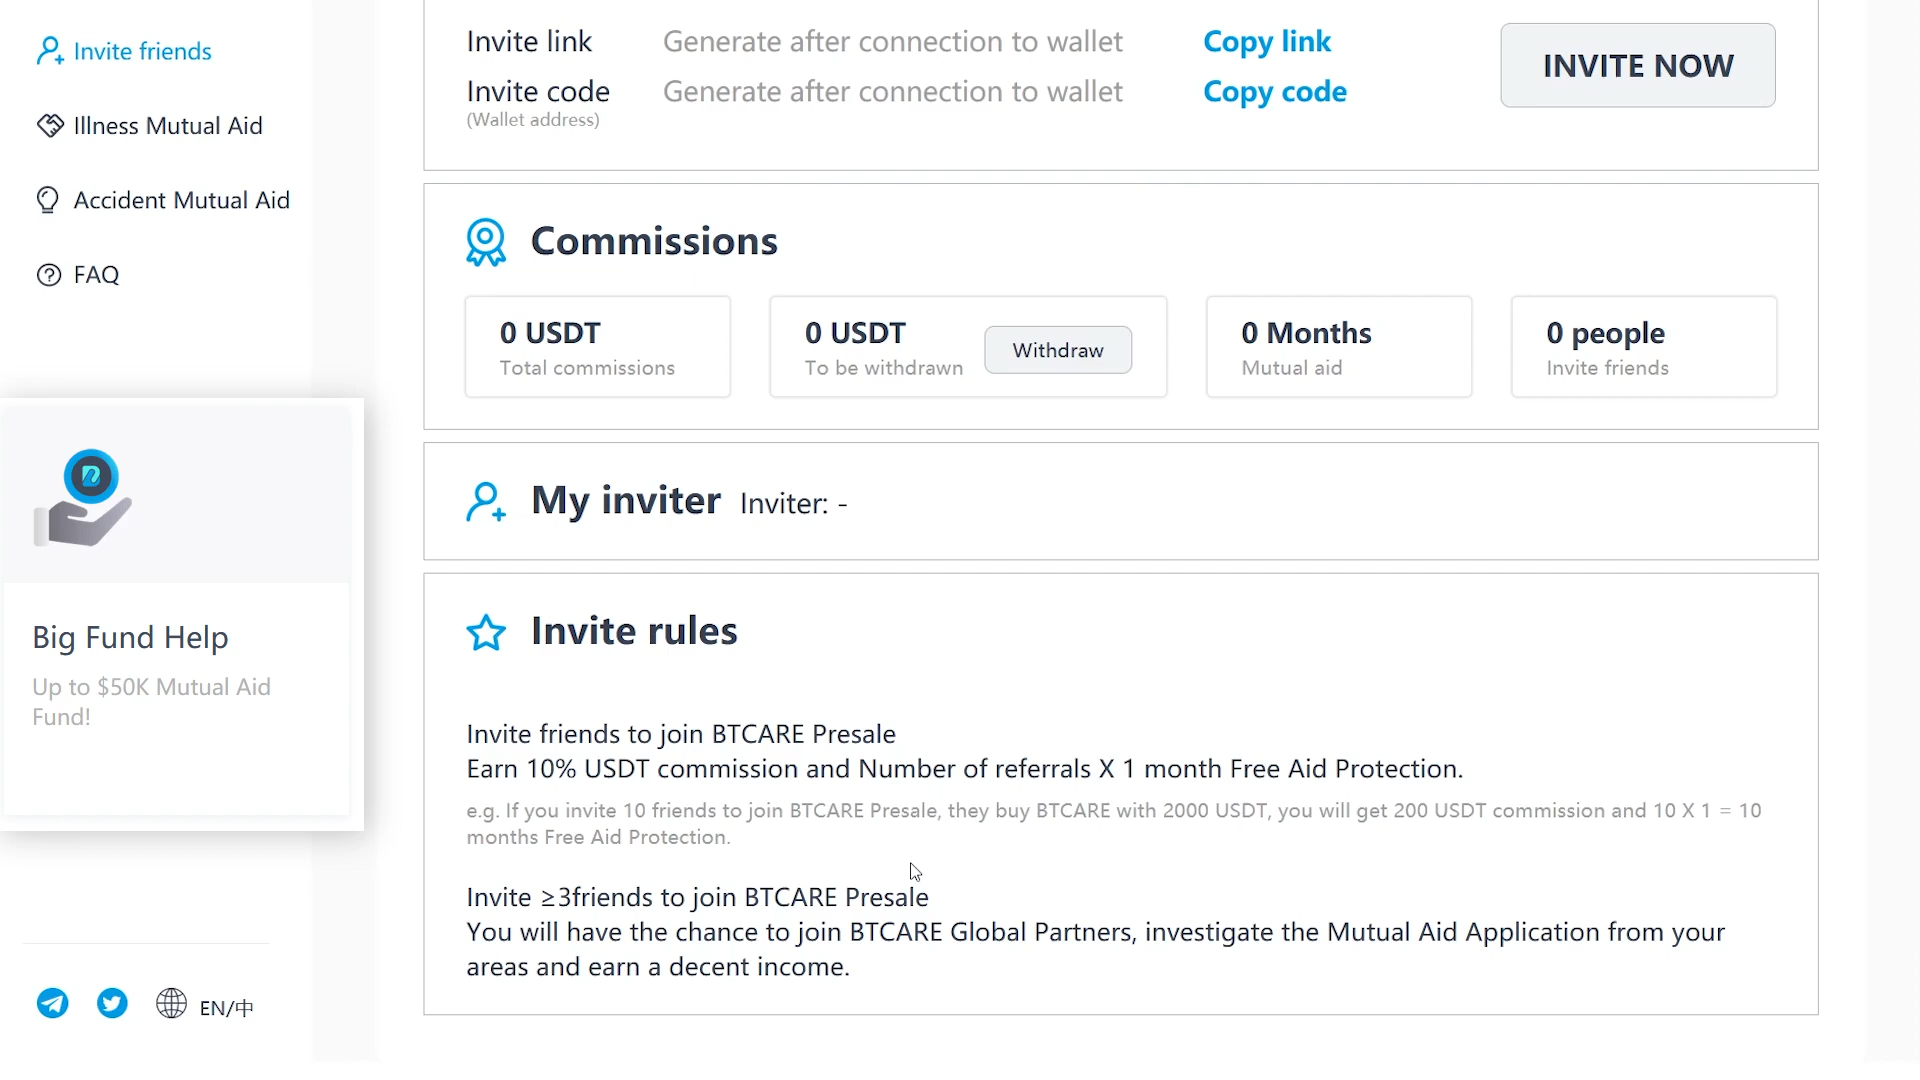 Invite friends
Illness Mutual Aid
Accident Mutual Aid
FAQ
Big Fund Help
Up to $50K Mutual Aid
Fund!
EN/中
Invite link Generate after connection to wallet Copy link
Invite code Generate after connection to wallet Copy code
(Wallet address)
INVITE NOW
Commissions
0 USDT
Total commissions
0 USDT
To be withdrawn
Withdraw
0 Months
Mutual aid
0 people
Invite friends
My inviter Inviter: -
Invite rules
Invite friends to join BTCARE Presale
Earn 10% USDT commission and Number of referrals X 1 month Free Aid Protection.
e.g. If you invite 10 friends to join BTCARE Presale, they buy BTCARE with 2000 USDT, you will get 200 USDT commission and 10 X 1 = 10
months Free Aid Protection.
Invite ≥3friends to join BTCARE Presale
You will have the chance to join BTCARE Global Partners, investigate the Mutual Aid Application from your
areas and earn a decent income.